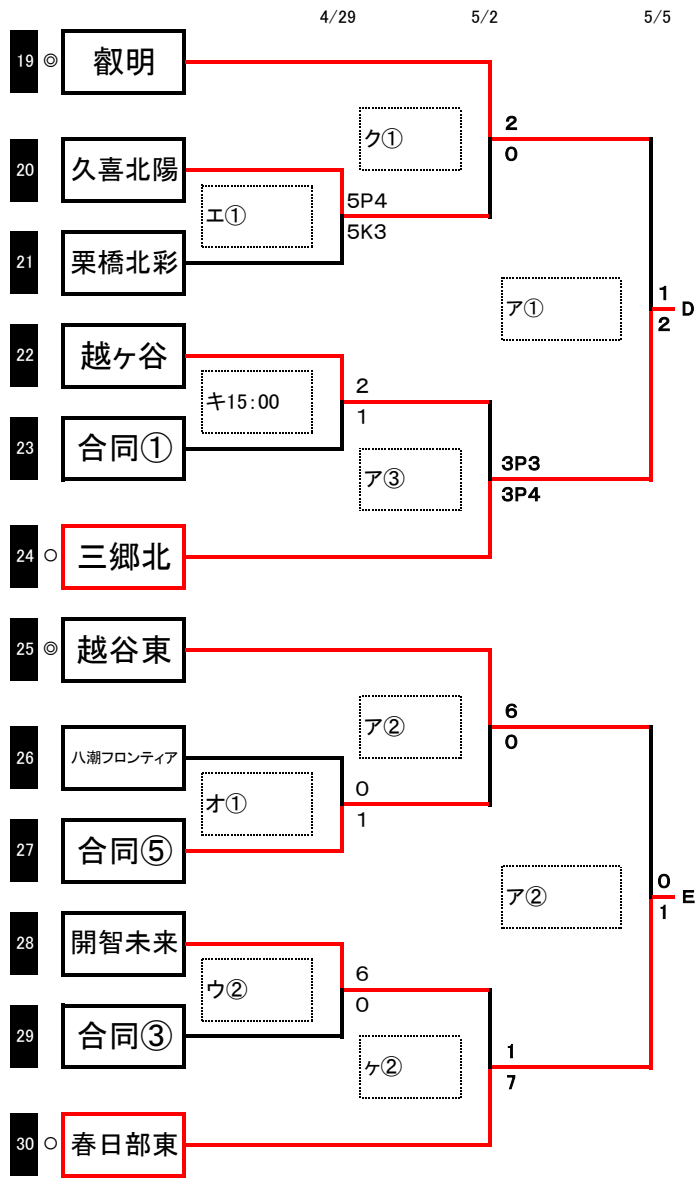 4/29 5/2 5/5
19 ◎ 叡明
2
ク①
0
20 久喜北陽
5P4
エ①
5K3
21 栗橋北彩
1
ア① D
2
22 越ヶ谷
2
キ15:00
1
23 合同①
3P3
ア③
3P4
24 ○ 三郷北
25 ◎ 越谷東
6
ア②
0
26 八潮フロンティア
0
オ①
1
27 合同⑤
0
ア② E
1
28 開智未来
6
ウ②
0
29 合同③
1
ヶ②
7
30 ○ 春日部東